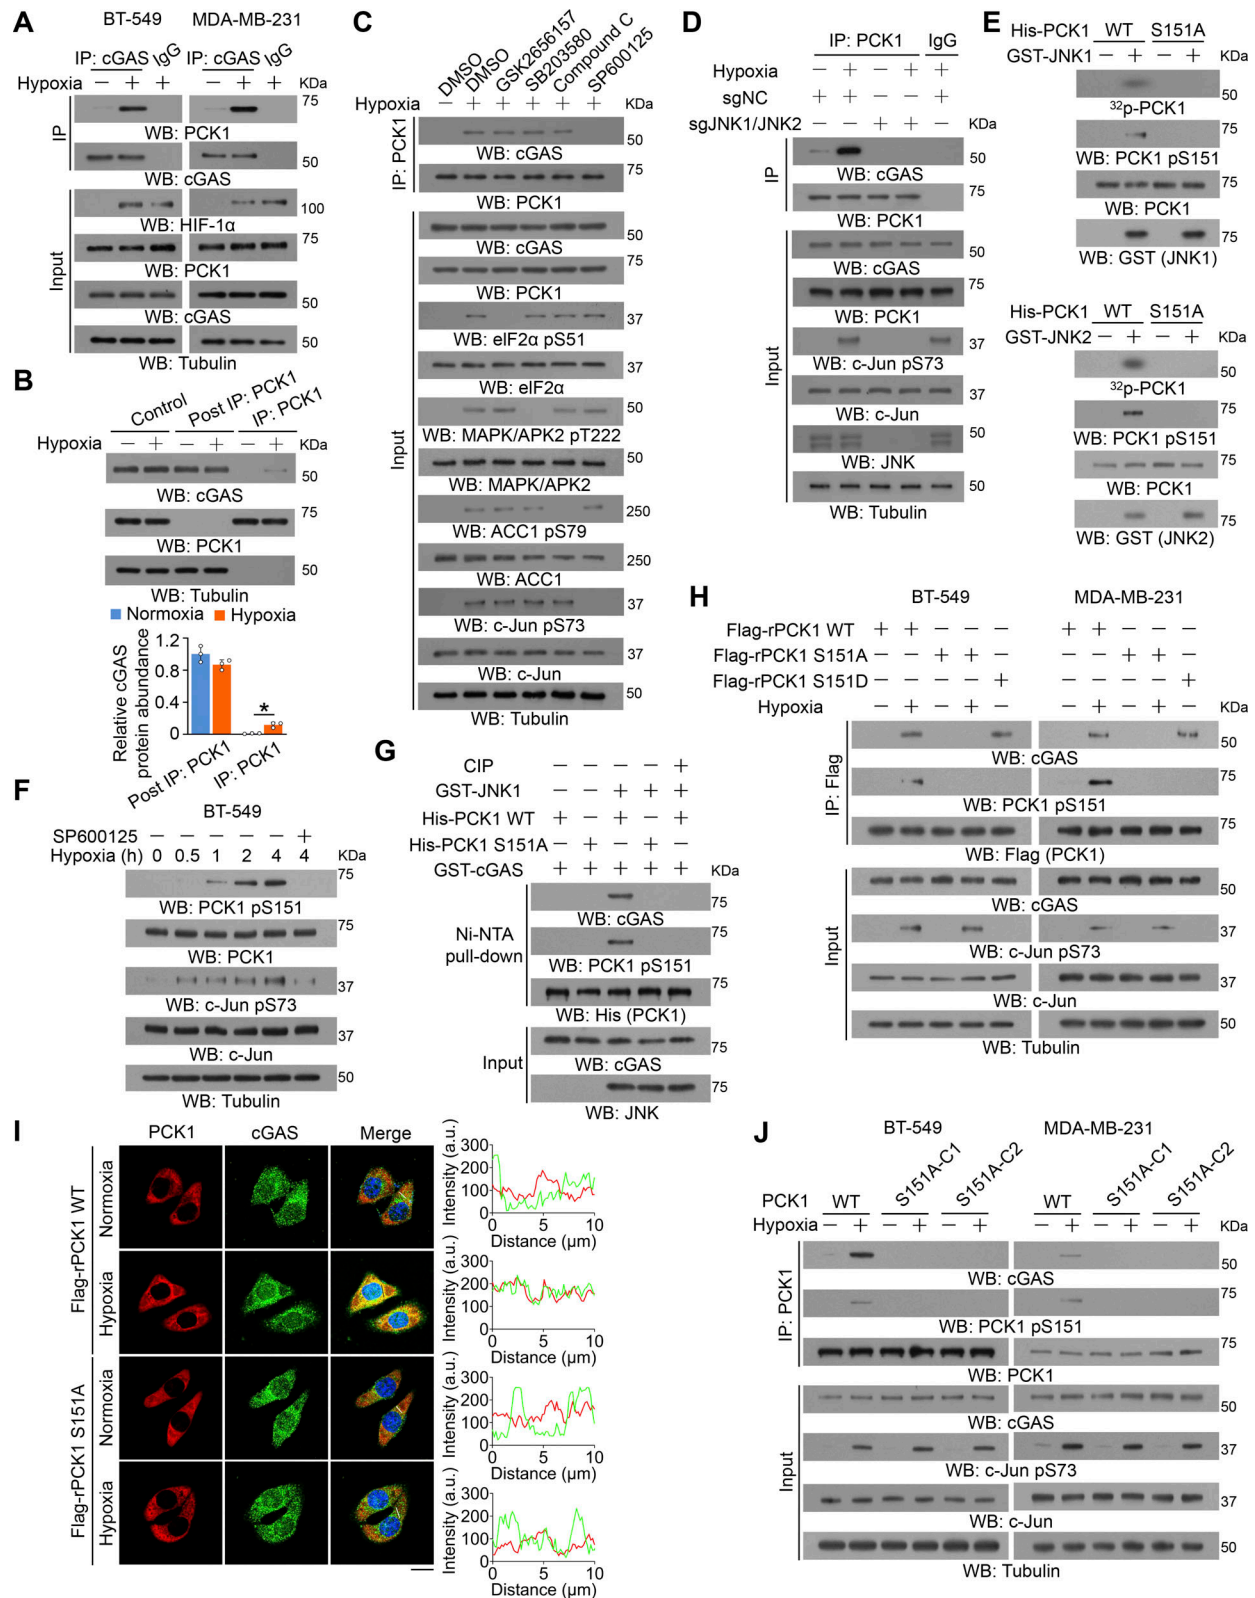 A
BT-549 MDA-MB-231
IP: cGAS IgG IP: cGAS IgG
Hypoxia − + + − + + KDa
IP
75
WB: PCK1
50
WB: cGAS
Input
100
WB: HIF-1α
75
WB: PCK1
50
WB: cGAS
50
WB: Tubulin
B
Control Post IP: PCK1 IP: PCK1
Hypoxia − + − + − + KDa
50
WB: cGAS
75
WB: PCK1
50
WB: Tubulin
Normoxia Hypoxia
Relative cGAS
protein abundance
1.2
0.8
0.4
0
*
Post IP: PCK1 IP: PCK1
C
DMSO DMSO GSK2656157 SB203580 Compound C SP600125
Hypoxia − + + + + + KDa
IP: PCK1
50
WB: cGAS
75
WB: PCK1
Input
50
WB: cGAS
75
WB: PCK1
37
WB: eIF2α pS51
37
WB: eIF2α
50
WB: MAPK/APK2 pT222
50
WB: MAPK/APK2
250
WB: ACC1 pS79
250
WB: ACC1
37
WB: c-Jun pS73
37
WB: c-Jun
50
WB: Tubulin
D
IP: PCK1 IgG
Hypoxia − + − + +
sgNC + + − − +
sgJNK1/JNK2 − − + + − KDa
IP
50
WB: cGAS
75
WB: PCK1
Input
50
WB: cGAS
75
WB: PCK1
37
WB: c-Jun pS73
37
WB: c-Jun
50
WB: JNK
50
WB: Tubulin
E
His-PCK1 WT S151A
GST-JNK1 − + − + KDa
50
32p-PCK1
50
WB: PCK1 pS151
75
WB: PCK1
75
WB: GST (JNK1)
His-PCK1 WT S151A
GST-JNK2 − + − + KDa
50
32p-PCK1
75
WB: PCK1 pS151
50
WB: PCK1
75
WB: GST (JNK2)
F
BT-549
SP600125 − − − − − +
Hypoxia (h) 0 0.5 1 2 4 4 KDa
75
WB: PCK1 pS151
75
WB: PCK1
37
WB: c-Jun pS73
37
WB: c-Jun
50
WB: Tubulin
G
CIP − − − − +
GST-JNK1 − − + + +
His-PCK1 WT + − + − +
His-PCK1 S151A − + − + −
GST-cGAS + + + + + KDa
Ni-NTA
pull-down
75
WB: cGAS
75
WB: PCK1 pS151
75
WB: His (PCK1)
Input
75
WB: cGAS
75
WB: JNK
H
BT-549 MDA-MB-231
Flag-rPCK1 WT + + − − − + + − − −
Flag-rPCK1 S151A − − + + − − − + + −
Flag-rPCK1 S151D − − − − + − − − − +
Hypoxia − + − + − − + − + − KDa
IP: Flag
50
WB: cGAS
75
WB: PCK1 pS151
75
WB: Flag (PCK1)
Input
50
WB: cGAS
37
WB: c-Jun pS73
37
WB: c-Jun
50
WB: Tubulin
I
PCK1 cGAS Merge
Flag-rPCK1 WT
Normoxia
Intensity (a.u.)
300
200
100
0
0 5 10
Distance (µm)
Hypoxia
Intensity (a.u.)
300
200
100
0
0 5 10
Distance (µm)
Flag-rPCK1 S151A
Normoxia
Intensity (a.u.)
300
200
100
0
0 5 10
Distance (µm)
Hypoxia
Intensity (a.u.)
300
200
100
0
0 5 10
Distance (µm)
J
BT-549 MDA-MB-231
PCK1 WT S151A-C1 S151A-C2 WT S151A-C1 S151A-C2
Hypoxia − + − + − + − + − + − + KDa
IP: PCK1
50
WB: cGAS
75
WB: PCK1 pS151
75
WB: PCK1
Input
50
WB: cGAS
37
WB: c-Jun pS73
37
WB: c-Jun
50
WB: Tubulin